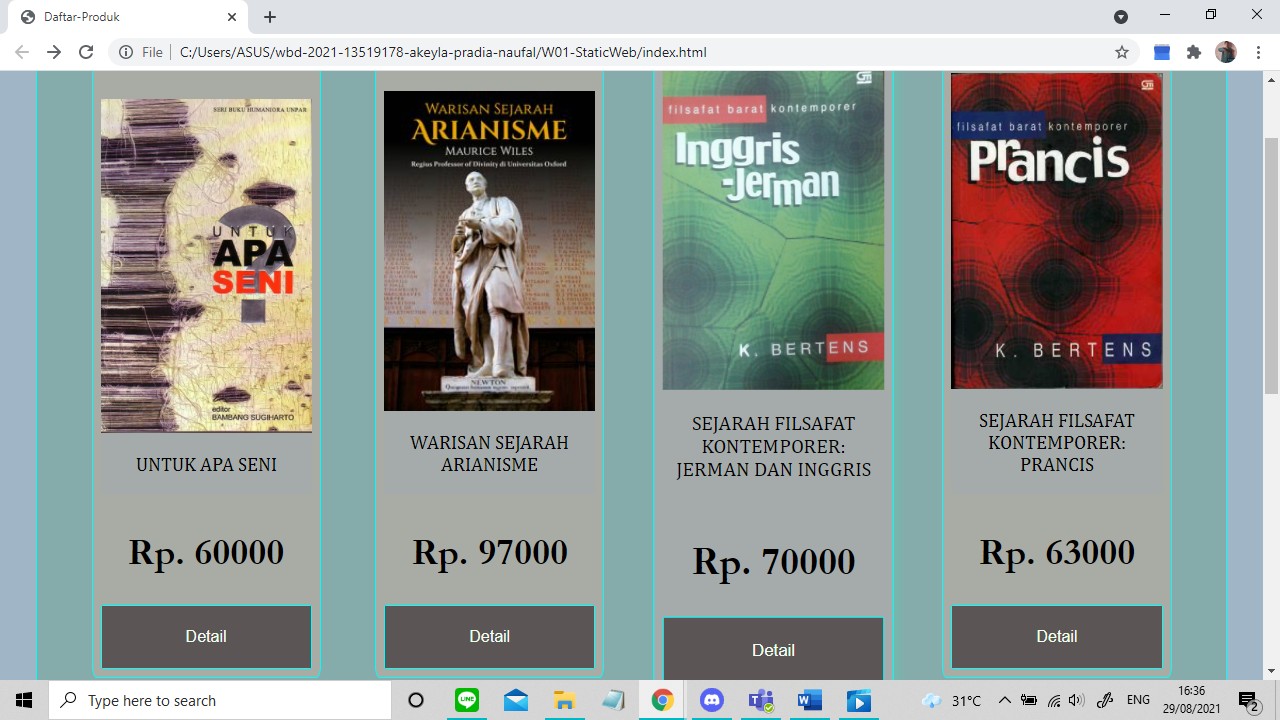 Daftar-Produk
File
C:/Users/ASUS/wbd-2021-13519178-akeyla-pradia-naufal/W01-StaticWeb/index.html
SERI BUKU HUMANIORA UNPAR
UNTUK
APA
SENI
?
editor
BAMBANG SUGIHARTO
UNTUK APA SENI
Rp. 60000
Detail
WARISAN SEJARAH
ARIANISME
MAURICE WILES
Regius Professor of Divinity di Universitas Oxford
NEWTON
WARISAN SEJARAH
ARIANISME
Rp. 97000
Detail
filsafat barat kontemporer
Inggris
-Jerman
K. BERTENS
SEJARAH FILSAFAT
KONTEMPORER:
JERMAN DAN INGGRIS
Rp. 70000
Detail
filsafat barat kontemporer
Prancis
K. BERTENS
SEJARAH FILSAFAT
KONTEMPORER:
PRANCIS
Rp. 63000
Detail
Type here to search
LINE
31°C
ENG
16:36
29/08/2021
2